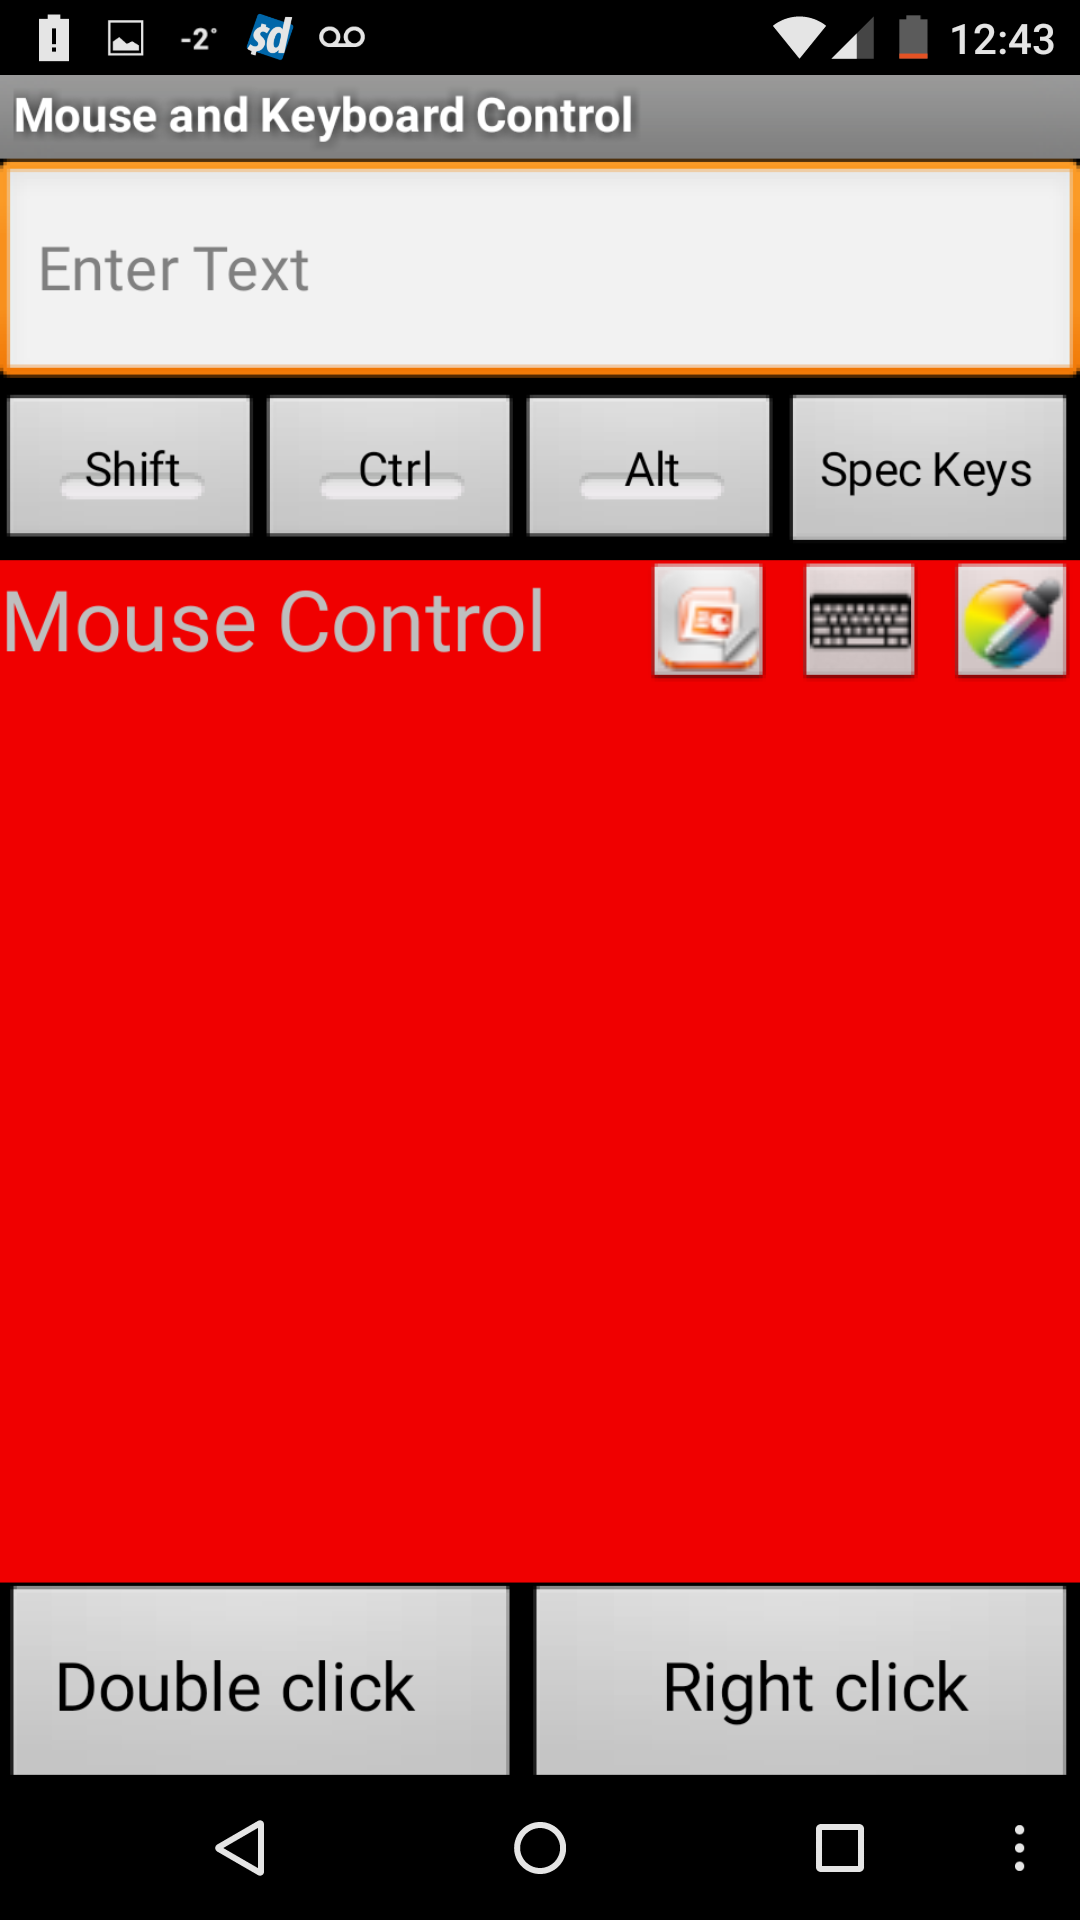 -2° $d 12:43
Mouse and Keyboard Control
Enter Text
Shift Ctrl Alt Spec Keys
Mouse Control
Double click Right click